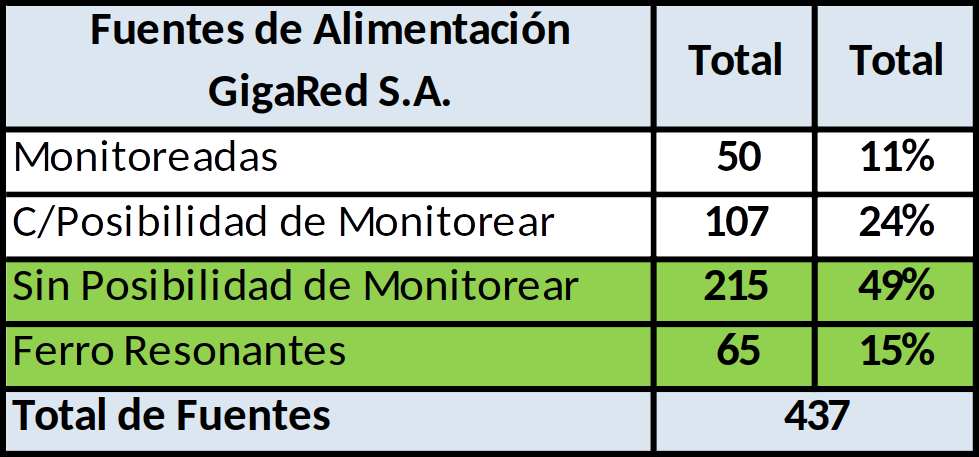 Fuentes de Alimentación
GigaRed S.A.
Total
Total
Monitoreadas 50 11%
C/Posibilidad de Monitorear 107 24%
Sin Posibilidad de Monitorear 215 49%
Ferro Resonantes 65 15%
Total de Fuentes 437